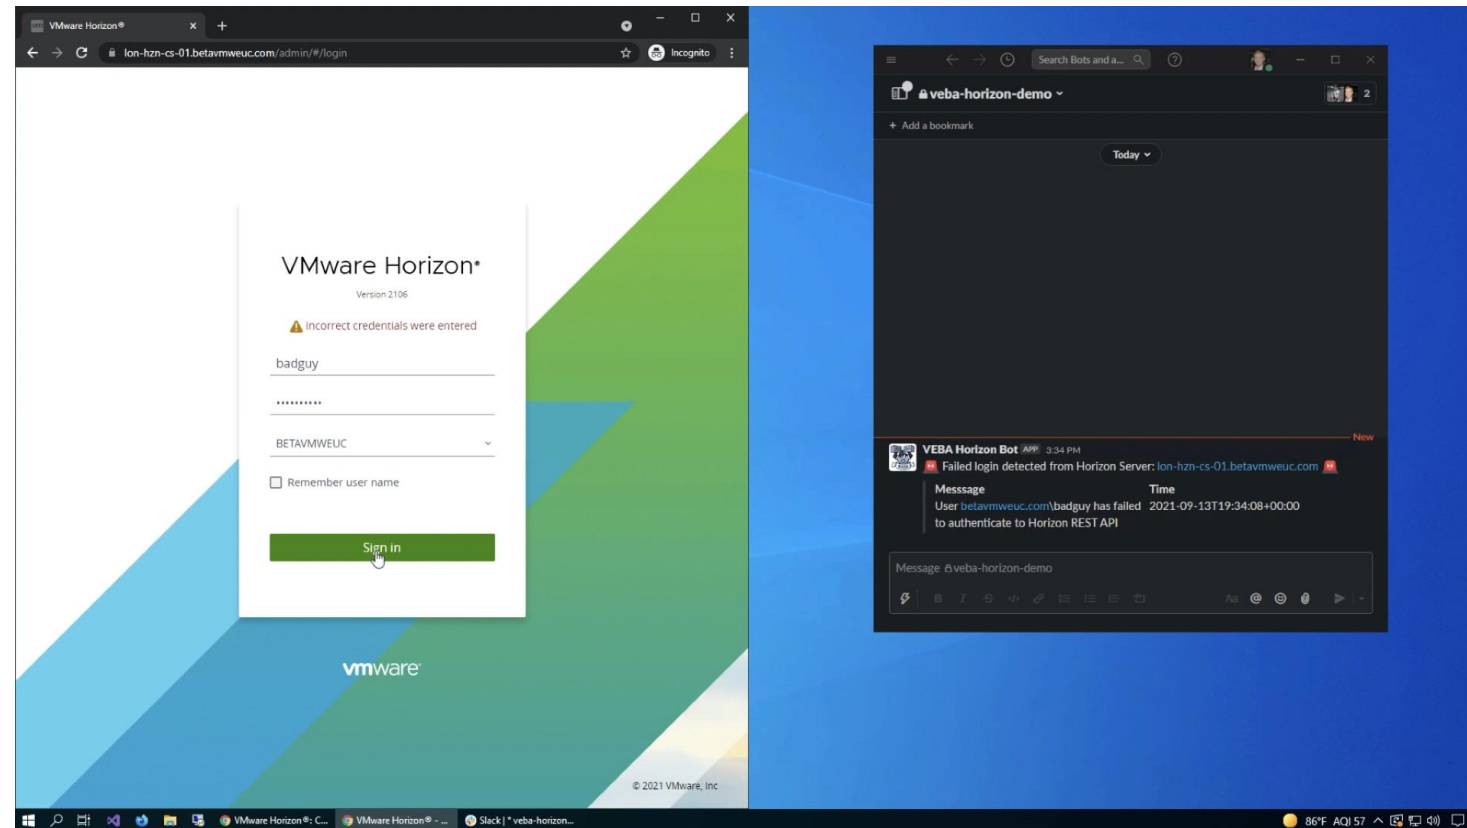 VMware Horizon®
lon-hzn-cs-01.betavmweuc.com/admin/#/login
Incognito
VMware Horizon®
Version 2106
Incorrect credentials were entered
badguy
••••••••••
BETAVMWEUC
Remember user name
Sign in
vmware®
© 2021 VMware, Inc
Search Bots and a...
veba-horizon-demo
2
+ Add a bookmark
Today
New
VEBA Horizon Bot APP 3:34 PM
Failed login detected from Horizon Server: lon-hzn-cs-01.betavmweuc.com
Messsage Time
User betavmweuc.com\badguy has failed 2021-09-13T19:34:08+00:00
to authenticate to Horizon REST API
Message veba-horizon-demo
B I S </> Aa @
VMware Horizon®: C... VMware Horizon® - ... Slack | * veba-horizon... 86°F AQI 57